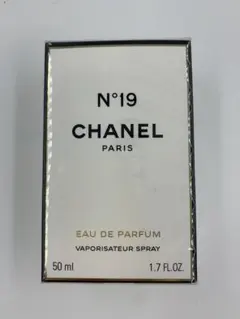 N°19
CHANEL
PARIS
EAU DE PARFUM
VAPORISATEUR SPRAY
50 ml 1.7 FL.OZ.